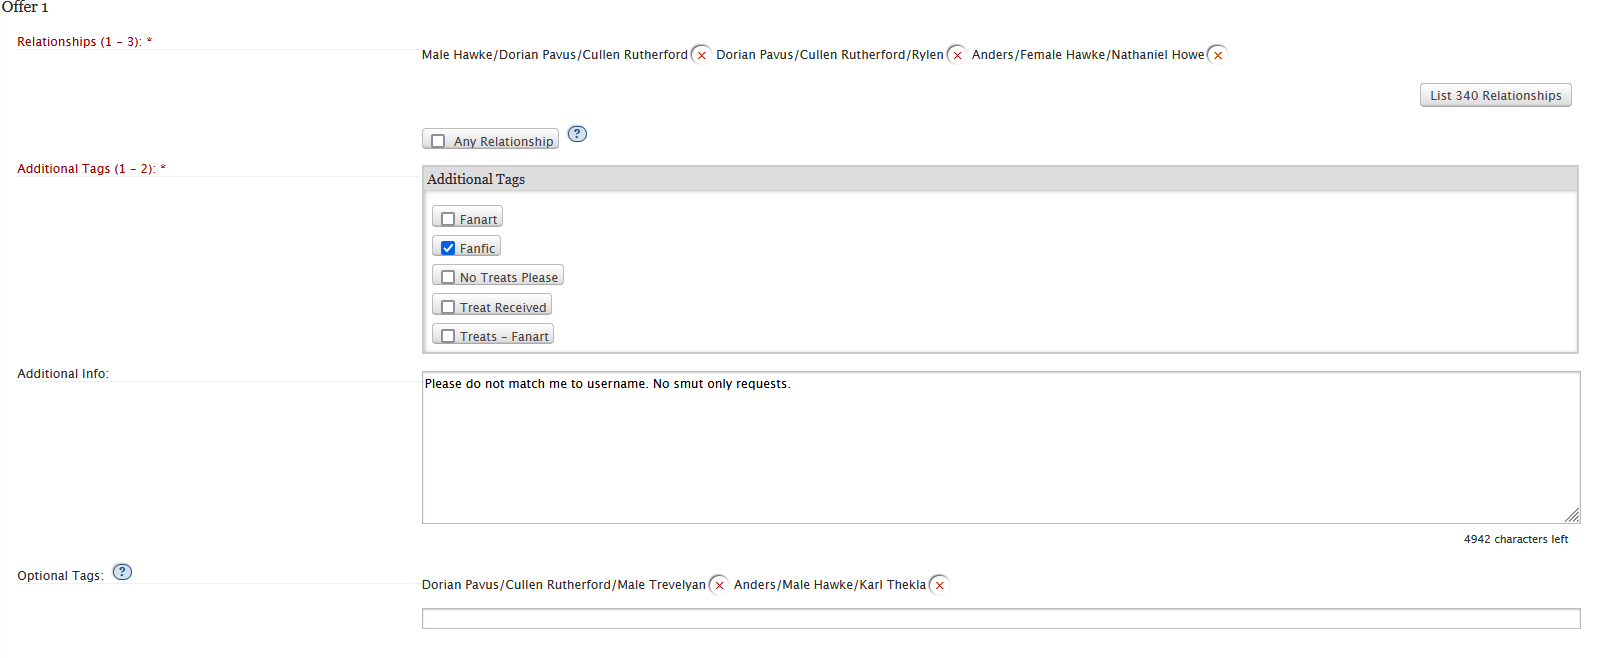 Offer 1
Relationships (1 - 3): *
Male Hawke/Dorian Pavus/Cullen Rutherford Dorian Pavus/Cullen Rutherford/Rylen Anders/Female Hawke/Nathaniel Howe
List 340 Relationships
Any Relationship ?
Additional Tags (1 - 2): *
Additional Tags
Fanart
Fanfic
No Treats Please
Treat Received
Treats - Fanart
Additional Info:
Please do not match me to username. No smut only requests.
4942 characters left
Optional Tags: ?
Dorian Pavus/Cullen Rutherford/Male Trevelyan Anders/Male Hawke/Karl Thekla